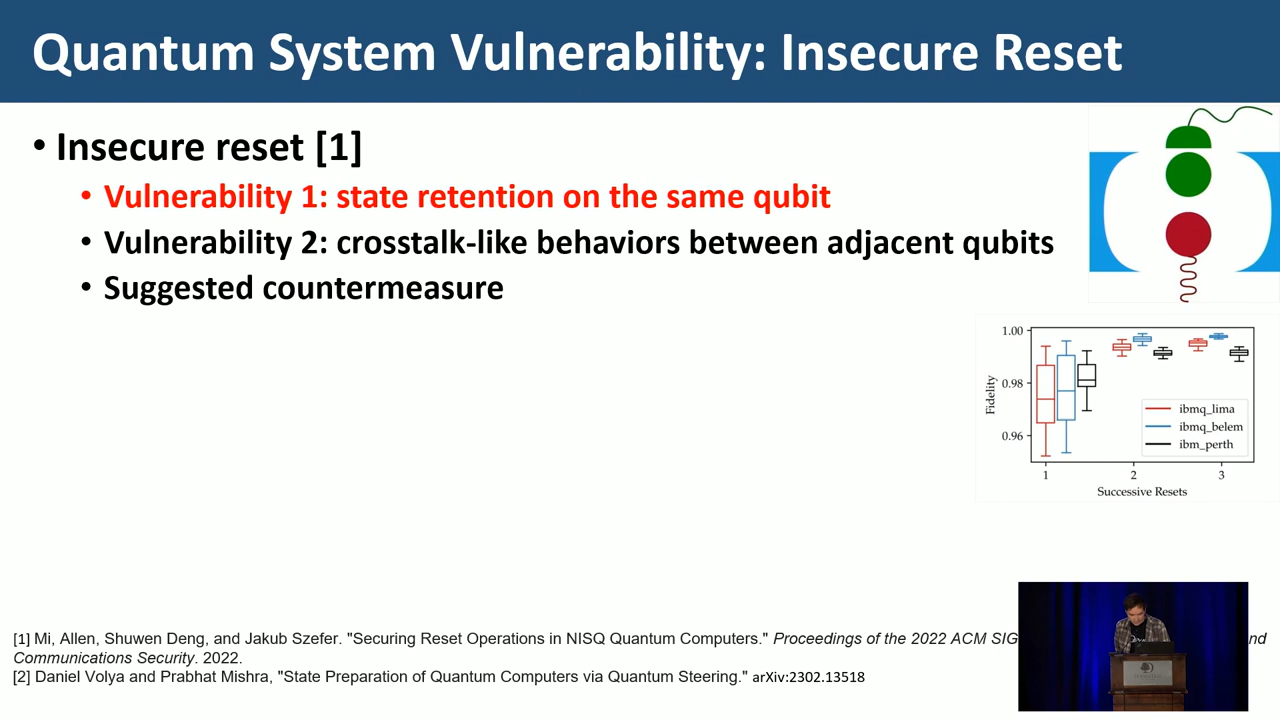 Quantum System Vulnerability: Insecure Reset
• Insecure reset [1]
• Vulnerability 1: state retention on the same qubit
• Vulnerability 2: crosstalk-like behaviors between adjacent qubits
• Suggested countermeasure
1.00
0.98
0.96
Fidelity
ibmq_lima
ibmq_belem
ibm_perth
1 2 3
Successive Resets
[1] Mi, Allen, Shuwen Deng, and Jakub Szefer. "Securing Reset Operations in NISQ Quantum Computers." Proceedings of the 2022 ACM SIG nd
Communications Security. 2022.
[2] Daniel Volya and Prabhat Mishra, "State Preparation of Quantum Computers via Quantum Steering." arXiv:2302.13518